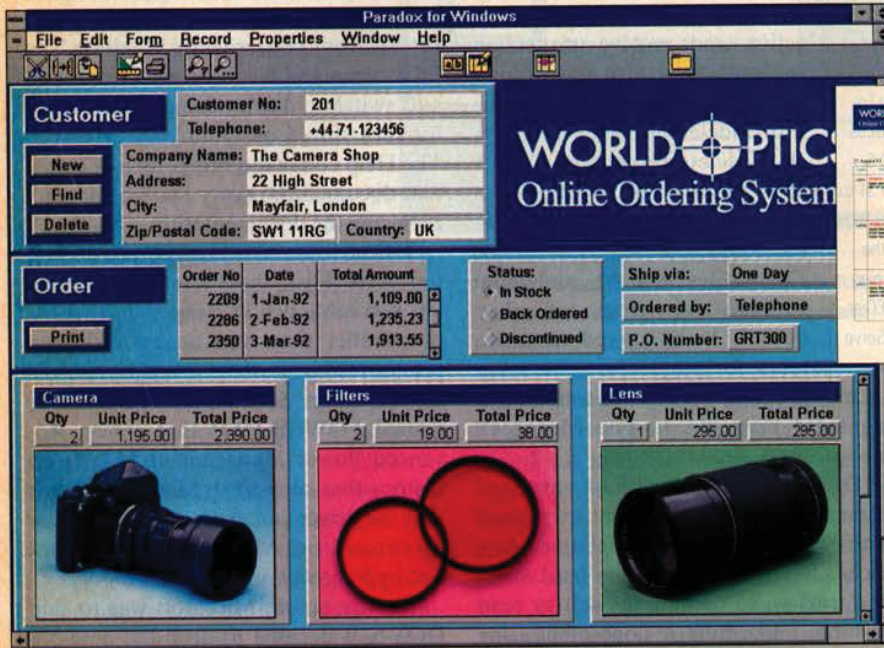 Paradox for Windows
File Edit Form Record Properties Window Help
Customer
Customer No: 201
Telephone: +44-71-123456
New
Find
Delete
Company Name: The Camera Shop
Address: 22 High Street
City: Mayfair, London
Zip/Postal Code: SW1 11RG Country: UK
WORLD OPTICS
Online Ordering System
Order
Print
Order No Date Total Amount
2209 1-Jan-92 1,109.00
2286 2-Feb-92 1,235.23
2350 3-Mar-92 1,913.55
Status:
In Stock
Back Ordered
Discontinued
Ship via: One Day
Ordered by: Telephone
P.O. Number: GRT300
Camera
Qty Unit Price Total Price
2 1,195.00 2,390.00
Filters
Qty Unit Price Total Price
2 19.00 38.00
Lens
Qty Unit Price Total Price
1 295.00 295.00